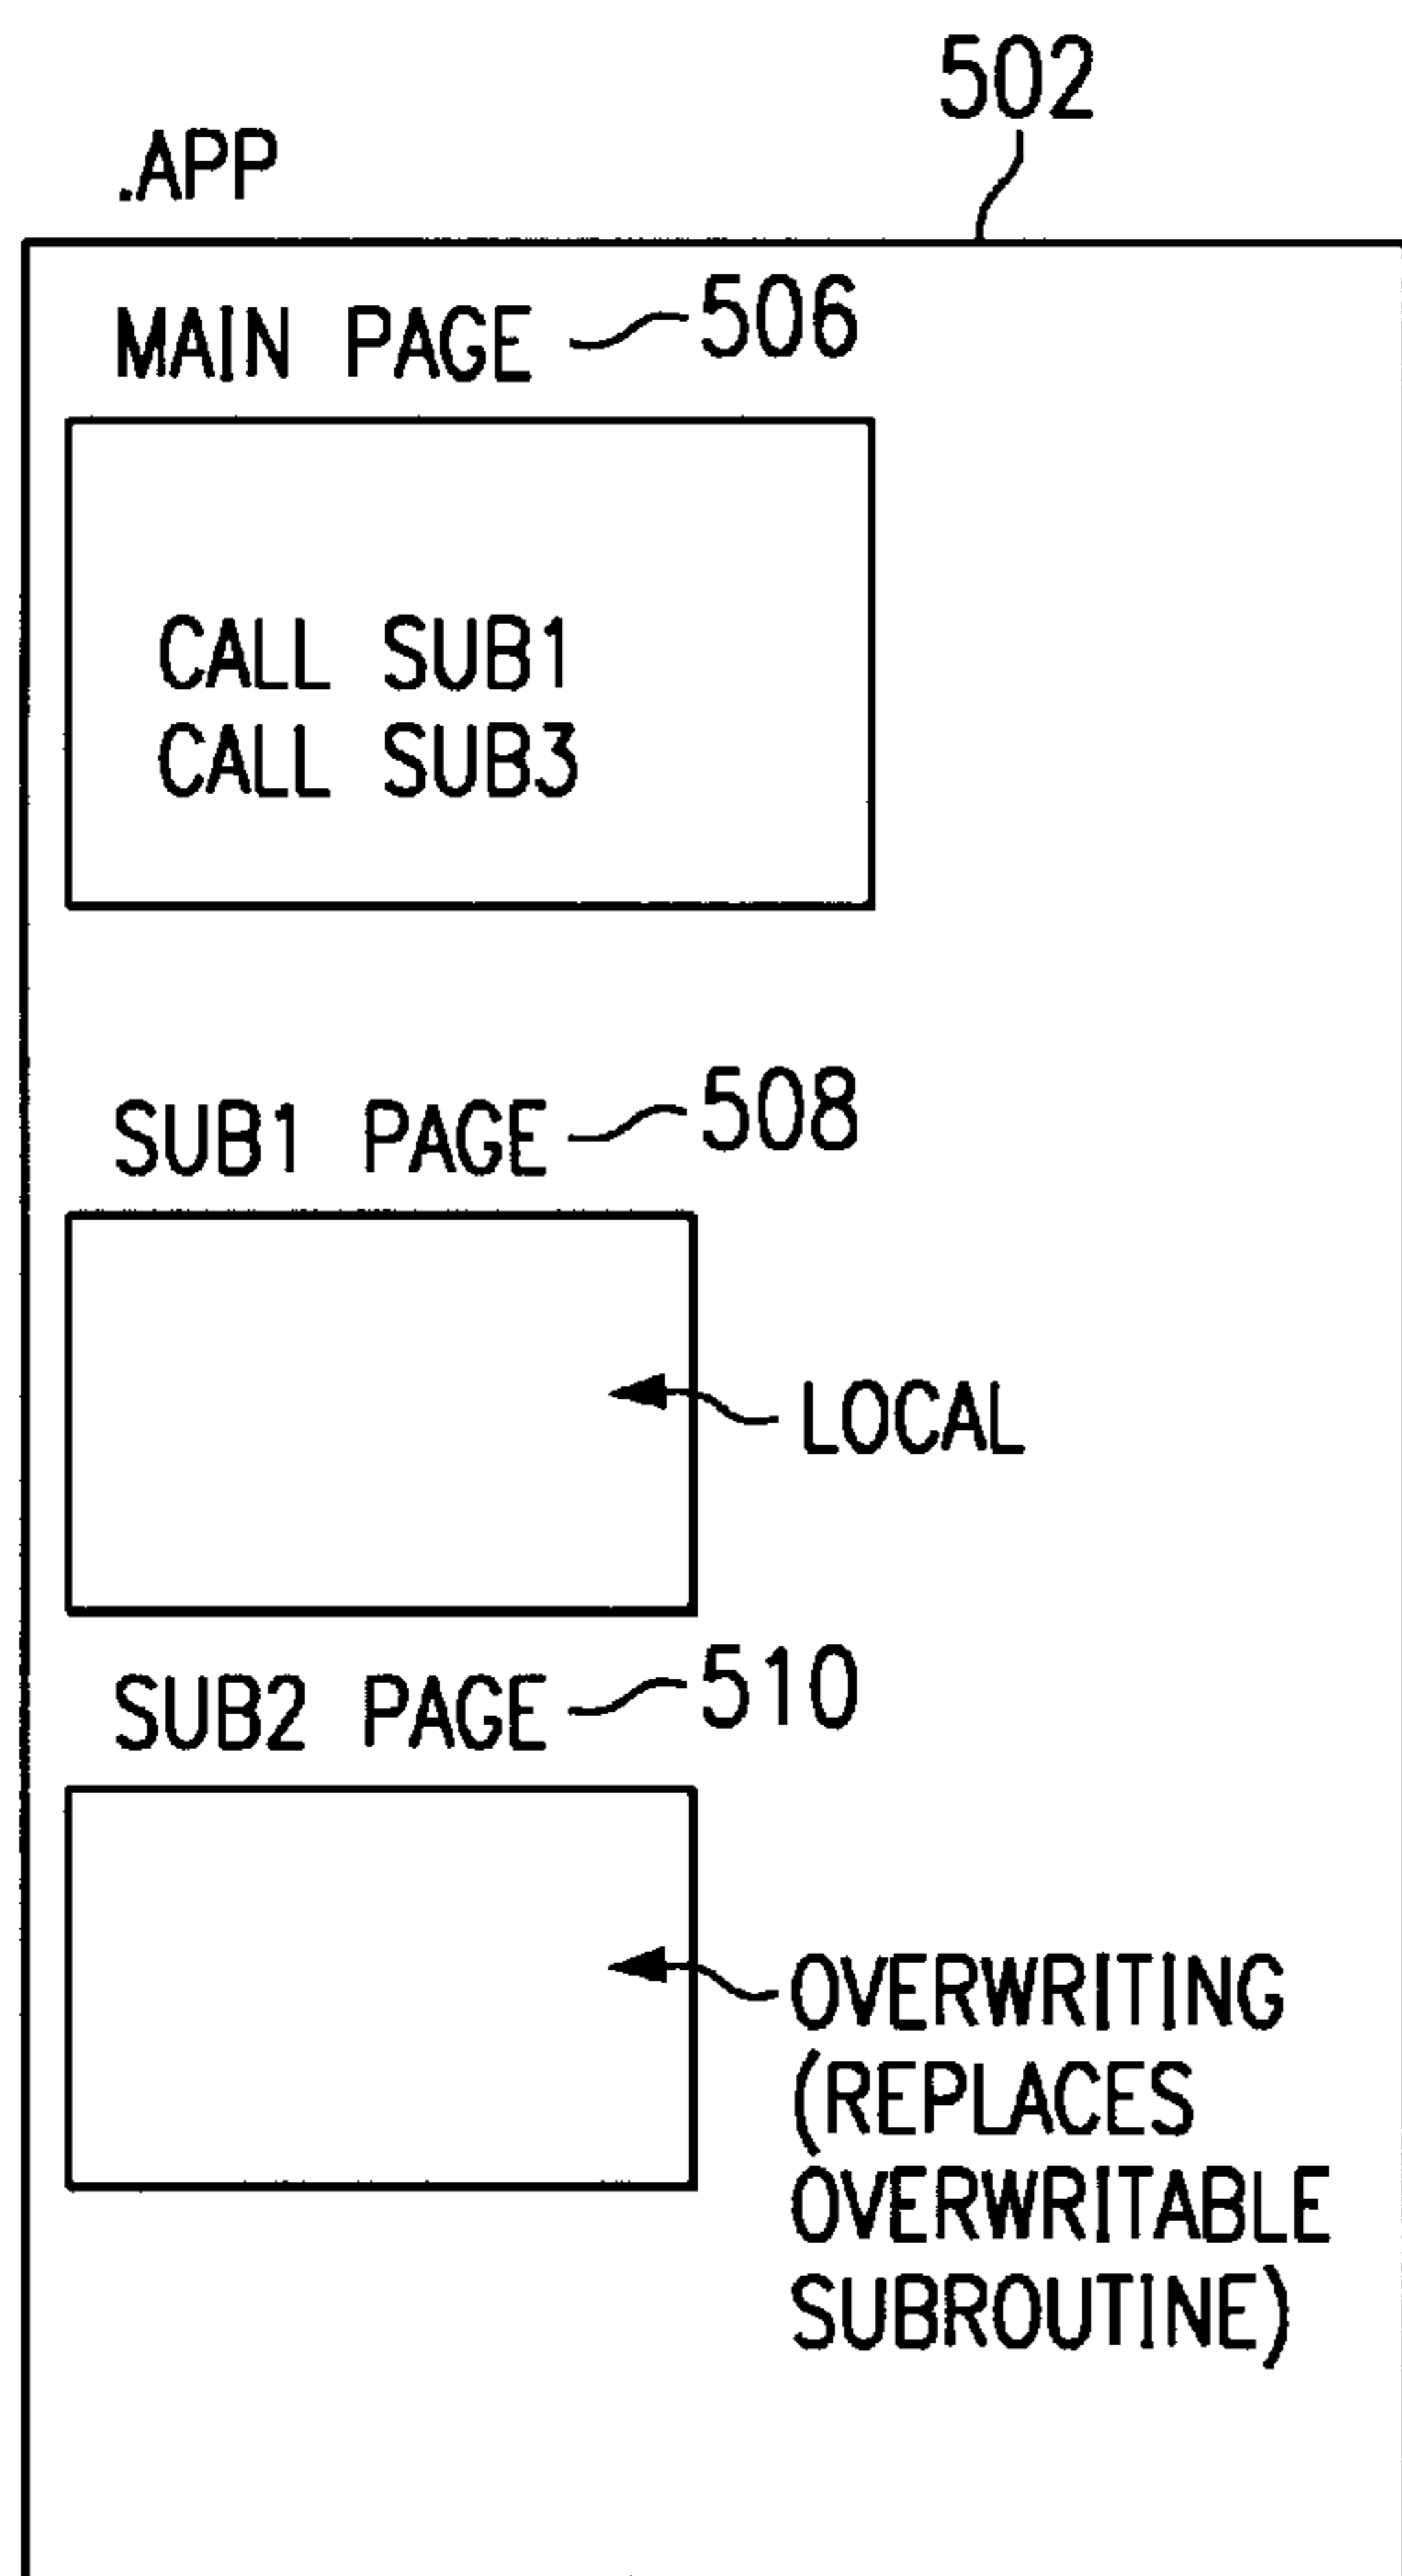 502
.APP
MAIN PAGE 506
CALL SUB1
CALL SUB3
SUB1 PAGE 508
LOCAL
SUB2 PAGE 510
OVERWRITING
(REPLACES
OVERWRITABLE
SUBROUTINE)